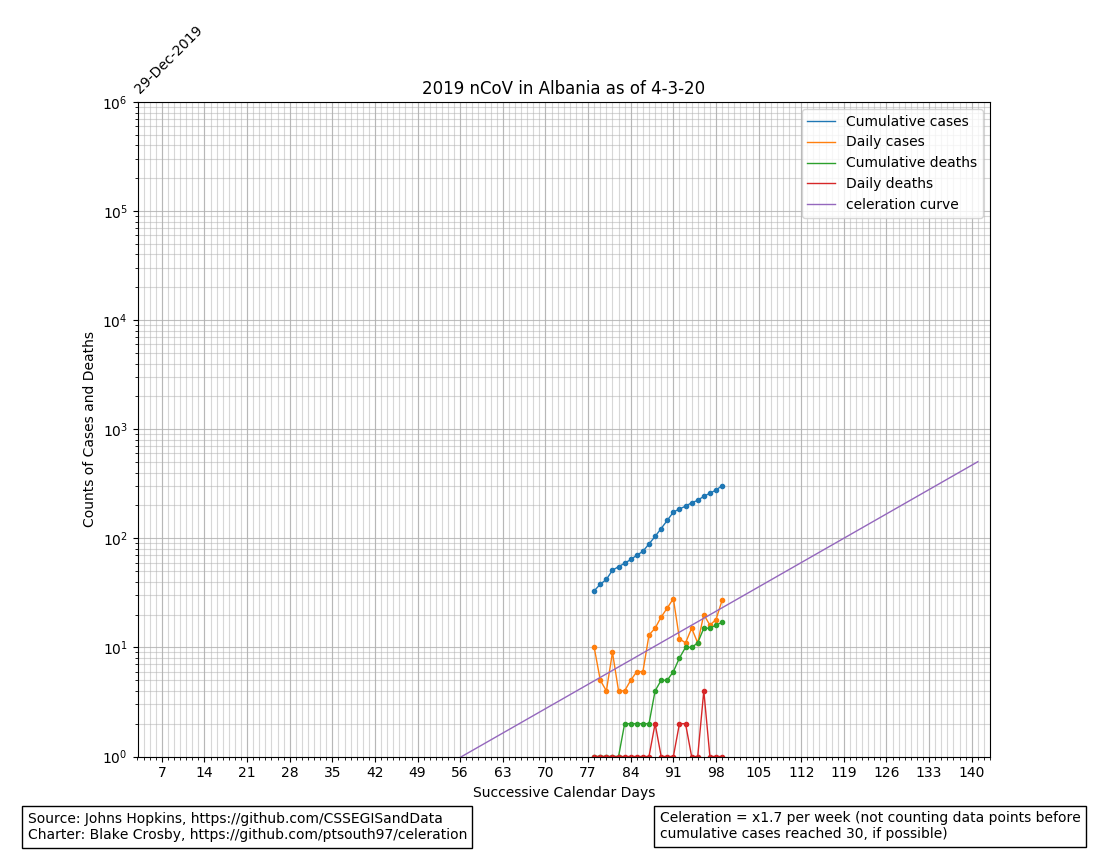 29-Dec-2019
2019 nCoV in Albania as of 4-3-20
Cumulative cases
Daily cases
Cumulative deaths
Daily deaths
celeration curve
Counts of Cases and Deaths
10^6
10^5
10^4
10^3
10^2
10^1
10^0
7 14 21 28 35 42 49 56 63 70 77 84 91 98 105 112 119 126 133 140
Successive Calendar Days
Source: Johns Hopkins, https://github.com/CSSEGISandData
Charter: Blake Crosby, https://github.com/ptsouth97/celeration
Celeration = x1.7 per week (not counting data points before
cumulative cases reached 30, if possible)